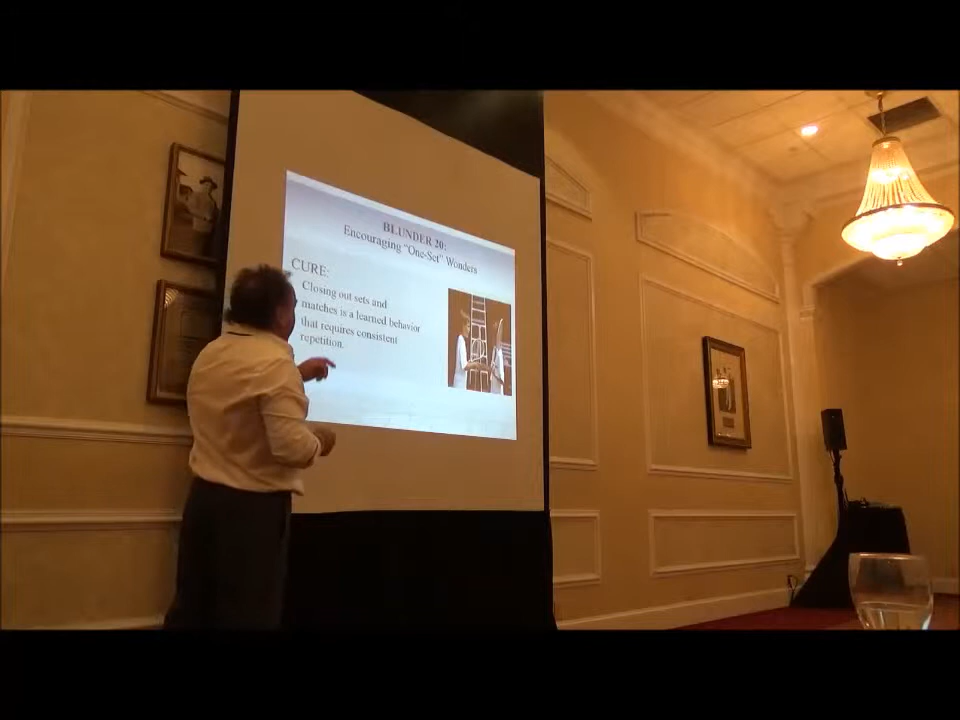 BLUNDER 20:
Encouraging "One-Set" Wonders
CURE:
Closing out sets and
matches is a learned behavior
that requires consistent
repetition.